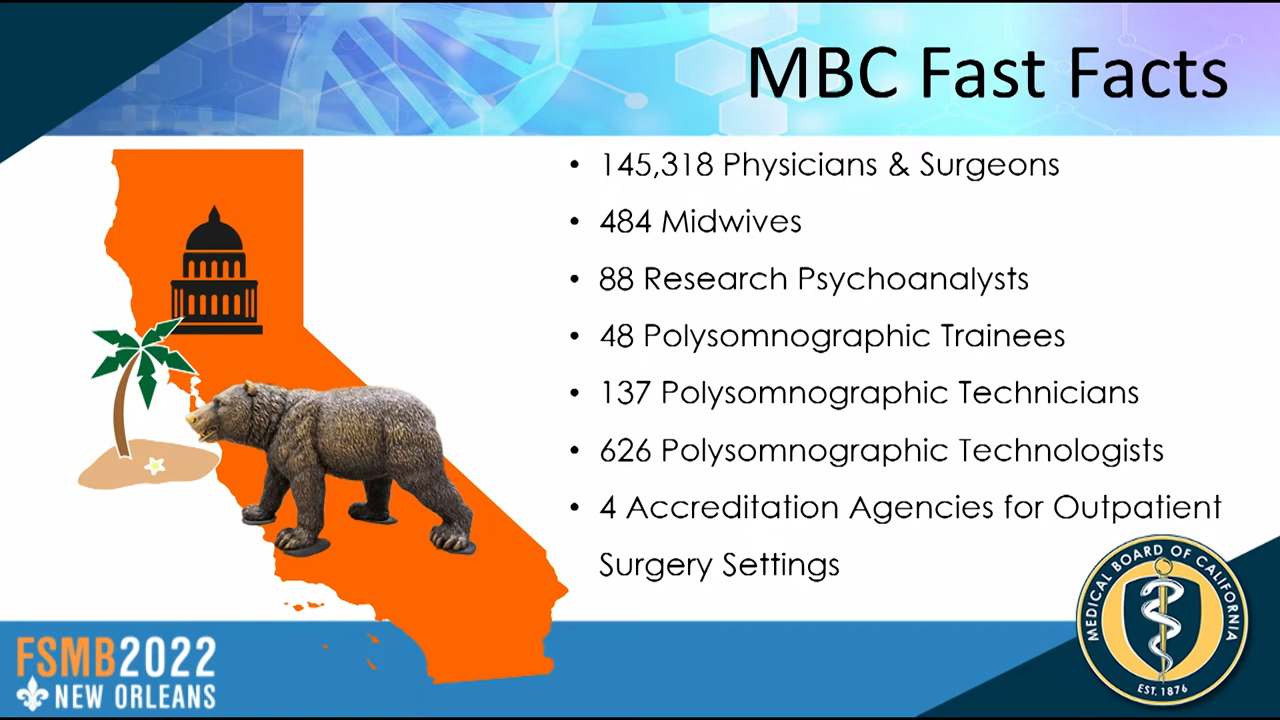 MBC Fast Facts
• 145,318 Physicians & Surgeons
• 484 Midwives
• 88 Research Psychoanalysts
• 48 Polysomnographic Trainees
• 137 Polysomnographic Technicians
• 626 Polysomnographic Technologists
• 4 Accreditation Agencies for Outpatient
Surgery Settings
FSMB2022
NEW ORLEANS
MEDICAL BOARD OF CALIFORNIA
EST. 1876